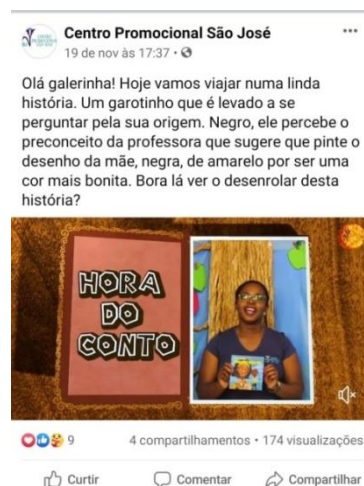 Centro Promocional São José
19 de nov às 17:37
Olá galerinha! Hoje vamos viajar numa linda
história. Um garotinho que é levado a se
perguntar pela sua origem. Negro, ele percebe o
preconceito da professora que sugere que pinte o
desenho da mãe, negra, de amarelo por ser uma
cor mais bonita. Bora lá ver o desenrolar desta
história?
HORA
DO
CONTO
9
4 compartilhamentos • 174 visualizações
Curtir
Comentar
Compartilhar